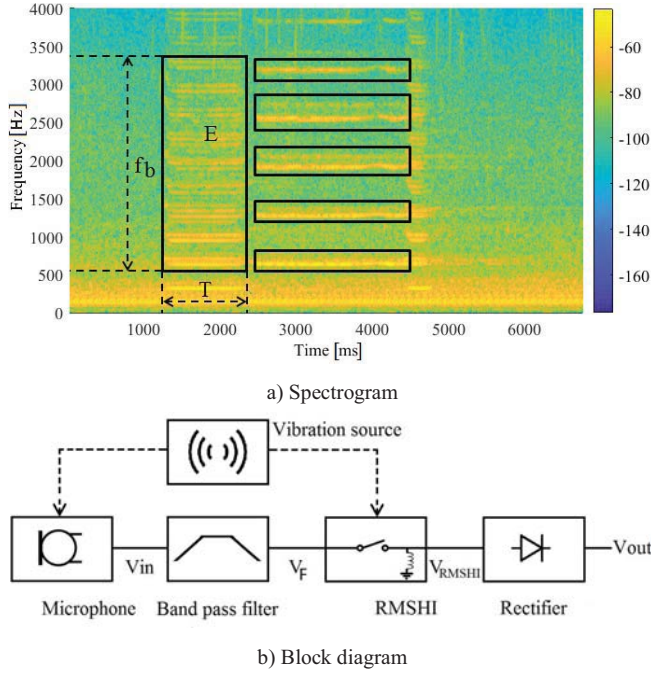 4000
3500
3000
2500
2000
1500
1000
500
0
Frequency [Hz]
E
f_b
T
1000 2000 3000 4000 5000 6000
Time [ms]
-60
-80
-100
-120
-140
-160
a) Spectrogram
Vibration source
Vin
V_F
V_RMSHI
Vout
Microphone Band pass filter RMSHI Rectifier
b) Block diagram